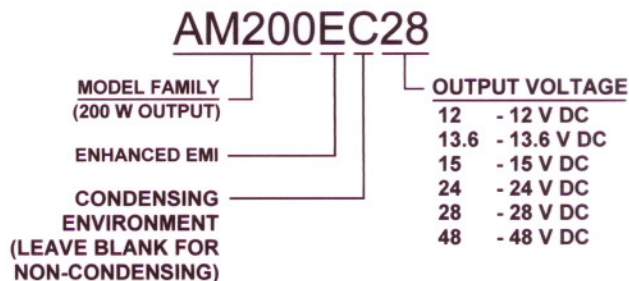 AM200EC28
MODEL FAMILY
(200 W OUTPUT)
ENHANCED EMI
CONDENSING
ENVIRONMENT
(LEAVE BLANK FOR
NON-CONDENSING)
OUTPUT VOLTAGE
12 - 12 V DC
13.6 - 13.6 V DC
15 - 15 V DC
24 - 24 V DC
28 - 28 V DC
48 - 48 V DC